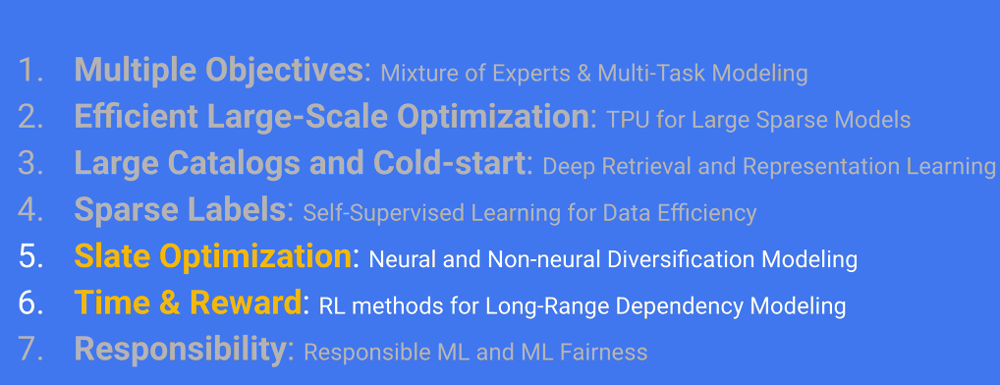 1. Multiple Objectives: Mixture of Experts & Multi-Task Modeling
2. Efficient Large-Scale Optimization: TPU for Large Sparse Models
3. Large Catalogs and Cold-start: Deep Retrieval and Representation Learning
4. Sparse Labels: Self-Supervised Learning for Data Efficiency
5. Slate Optimization: Neural and Non-neural Diversification Modeling
6. Time & Reward: RL methods for Long-Range Dependency Modeling
7. Responsibility: Responsible ML and ML Fairness